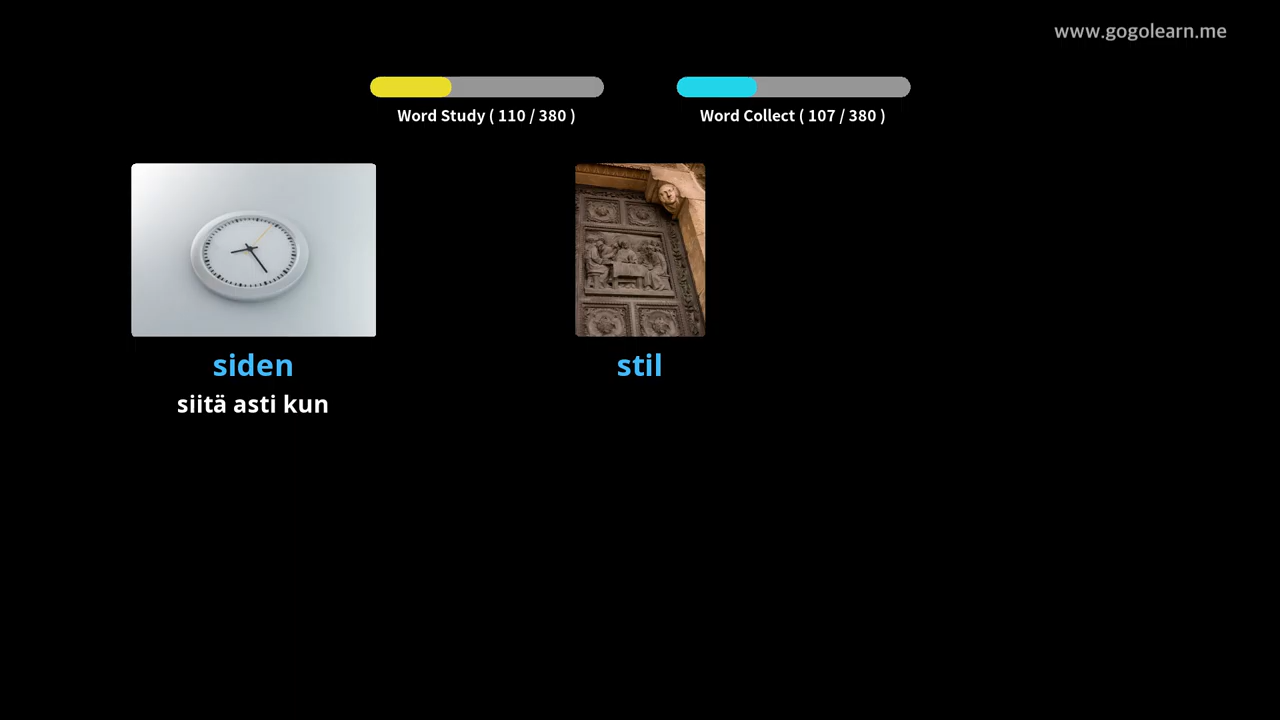 www.gogolearn.me
Word Study ( 110 / 380 )
Word Collect ( 107 / 380 )
siden
siitä asti kun
stil